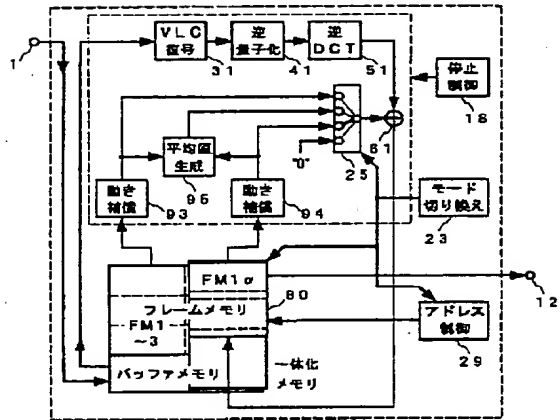 VLC
復号
31
逆
量子化
41
逆
DCT
51
1
停止
制御
18
平均値
生成
95
"0"
25
61
動き
補償
93
動き
補償
94
モード
切り換え
23
FM1σ
フレームメモリ
FM1
~3
80
12
アドレス
制御
29
バッファメモリ
一体化
メモリ